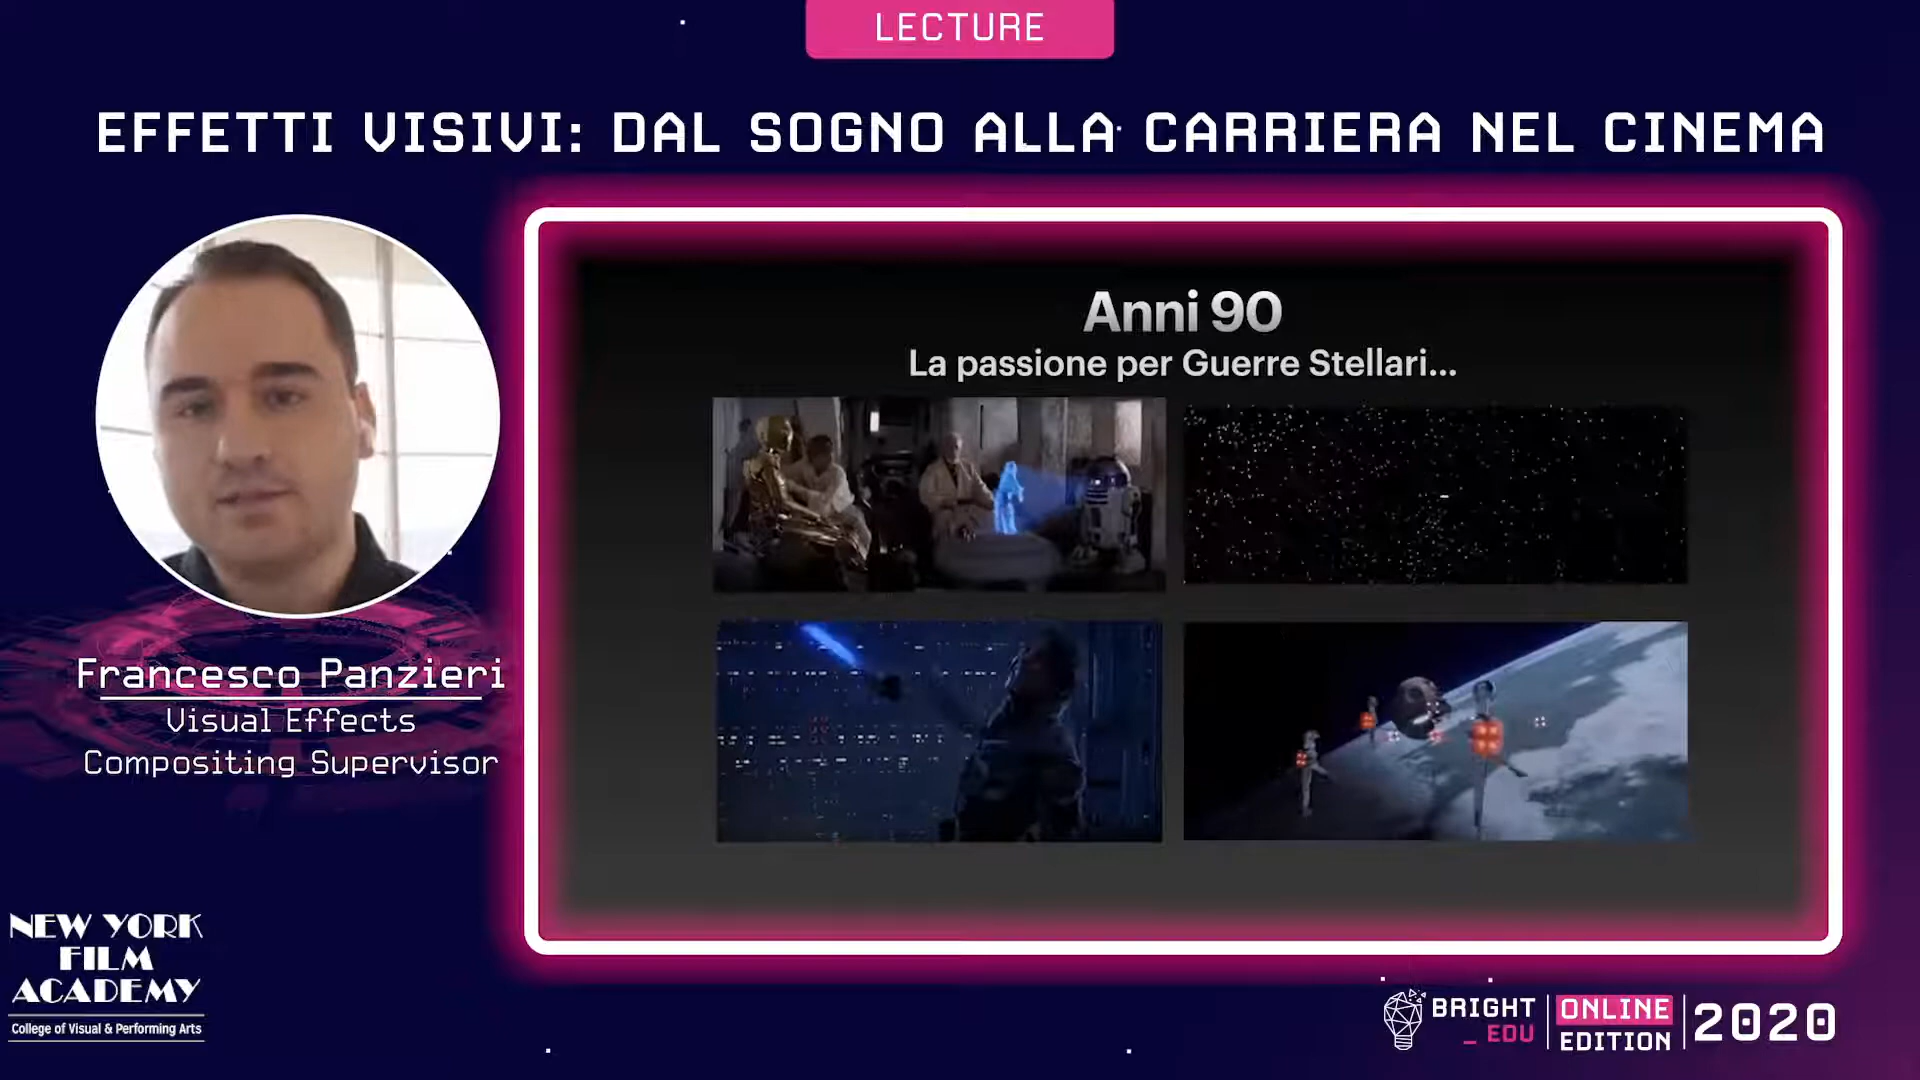 LECTURE
EFFETTI VISIVI: DAL SOGNO ALLA CARRIERA NEL CINEMA
Anni 90
La passione per Guerre Stellari...
Francesco Panzieri
Visual Effects
Compositing Supervisor
NEW YORK
FILM
ACADEMY
College of Visual & Performing Arts
BRIGHT
_ EDU
ONLINE
EDITION
2020